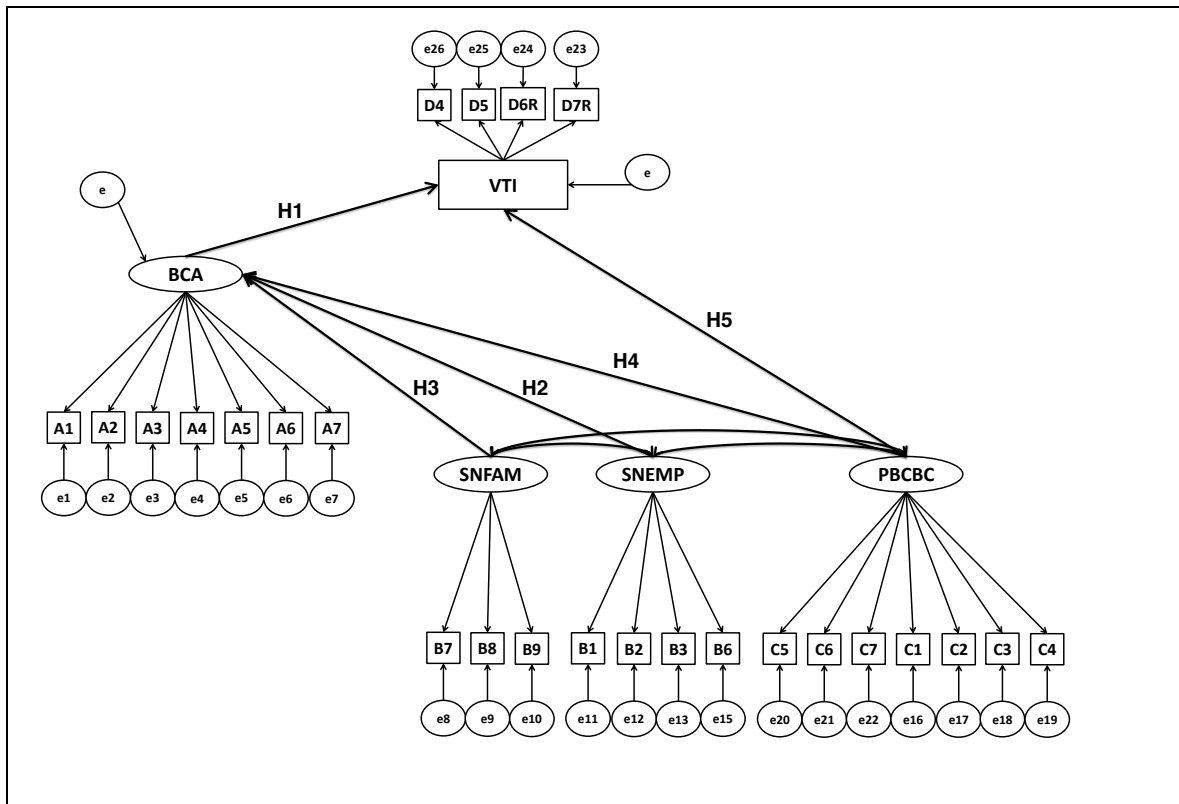 e26 e25 e24 e23
D4 D5 D6R D7R
VTI
e
e
H1
BCA
H5
H4
H3
H2
A1 A2 A3 A4 A5 A6 A7
SNFAM SNEMP PBCBC
e1 e2 e3 e4 e5 e6 e7
B7 B8 B9 B1 B2 B3 B6 C5 C6 C7 C1 C2 C3 C4
e8 e9 e10 e11 e12 e13 e15 e20 e21 e22 e16 e17 e18 e19